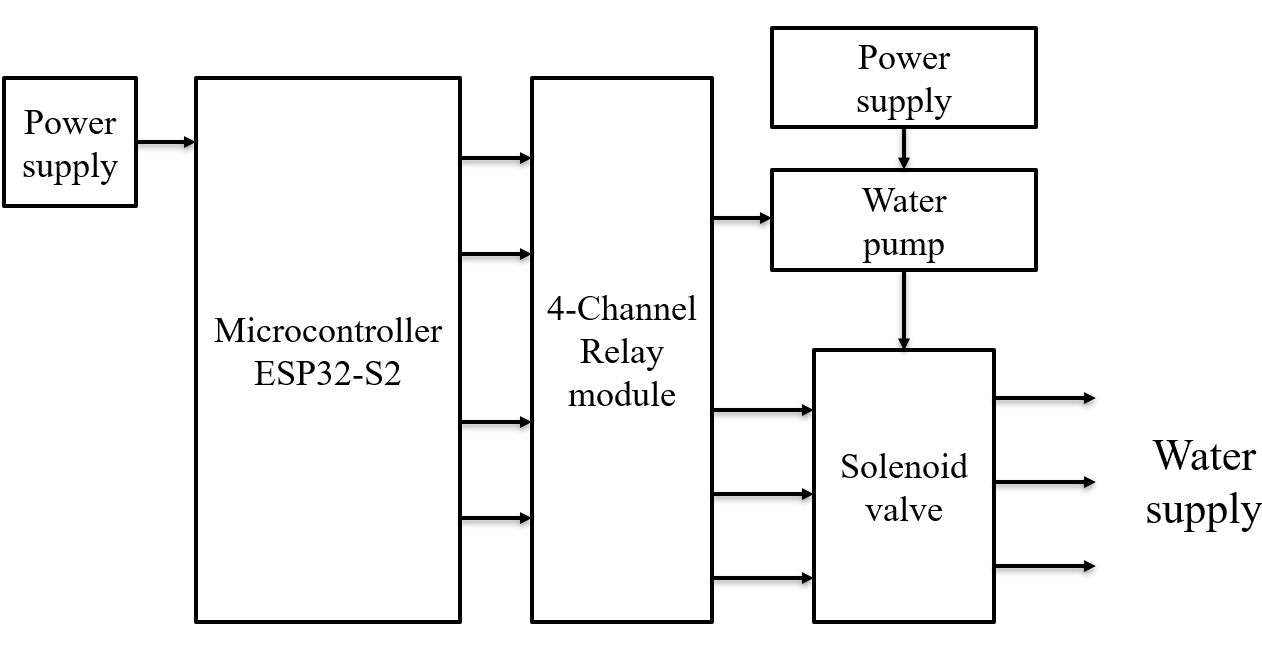 Power
supply
Microcontroller
ESP32-S2
4-Channel
Relay
module
Power
supply
Water
pump
Solenoid
valve
Water
supply